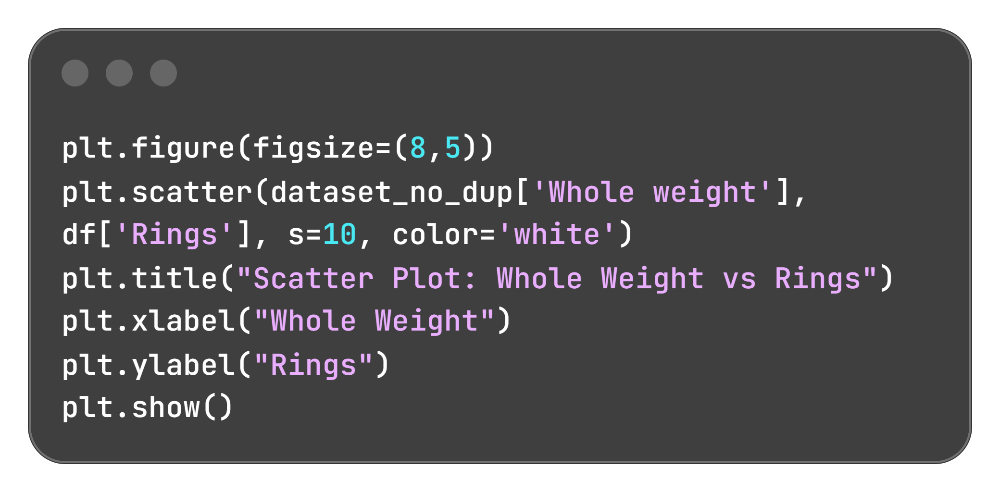 plt.figure(figsize=(8,5))
plt.scatter(dataset_no_dup['Whole weight'],
df['Rings'], s=10, color='white')
plt.title("Scatter Plot: Whole Weight vs Rings")
plt.xlabel("Whole Weight")
plt.ylabel("Rings")
plt.show()